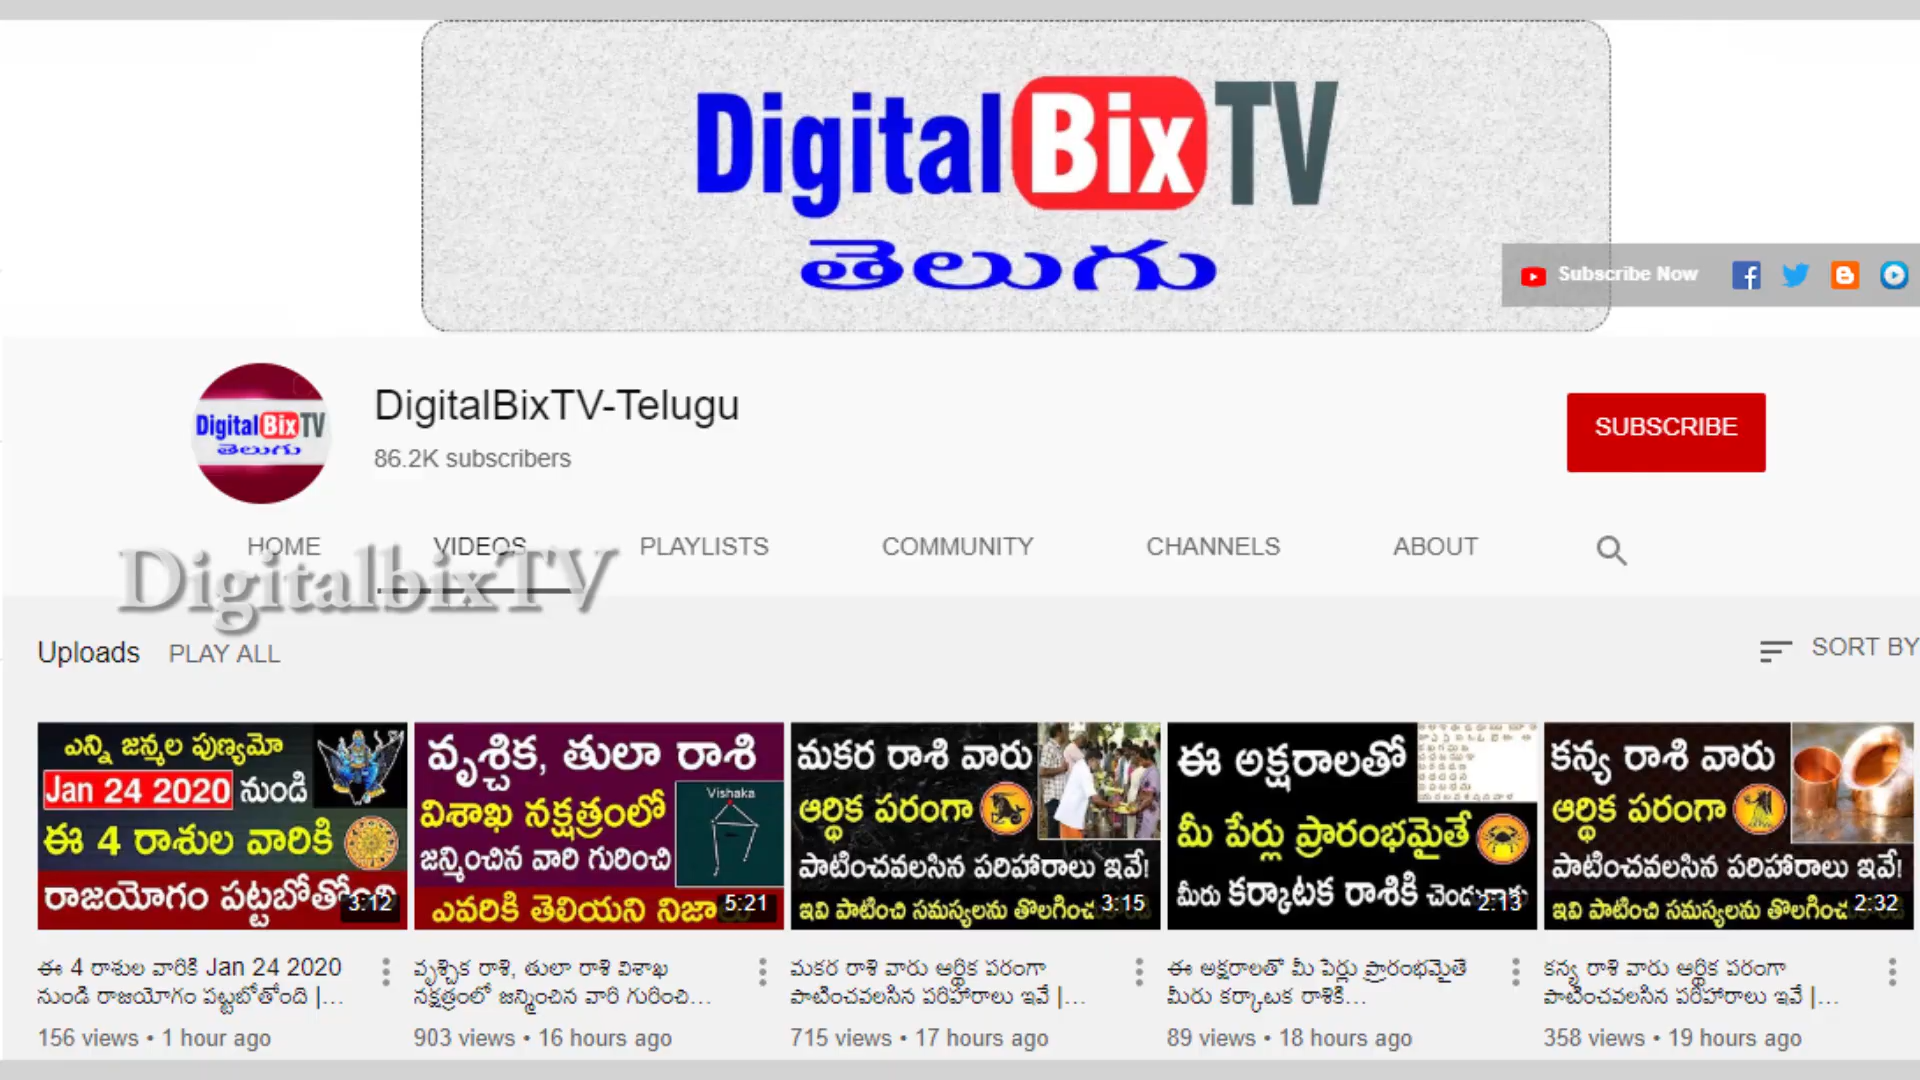 DigitalBixTV
తెలుగు
Subscribe Now
DigitalBixTV
తెలుగు
DigitalBixTV-Telugu
86.2K subscribers
SUBSCRIBE
HOME VIDEOS PLAYLISTS COMMUNITY CHANNELS ABOUT
DigitalbixTV
Uploads PLAY ALL
SORT BY
ఎన్ని జన్మల పుణ్యమో
Jan 24 2020 నుండి
ఈ 4 రాశుల వారికి
రాజయోగం పట్టబోతోంది
3:12
వృశ్చిక, తులా రాశి
విశాఖ నక్షత్రంలో
జన్మించిన వారి గురించి
ఎవరికి తెలియని
Vishaka
5:21
మకర రాశి వారు
ఆర్థిక పరంగా
పాటించవలసిన పరిహారాలు ఇవే!
ఇవి పాటించి సమస్యలను
3:15
ఈ అక్షరాలతో
మీ పేర్లు ప్రారంభమైతే
మీరు కర్కాటక రాశికి
2:13
కన్య రాశి వారు
ఆర్థిక పరంగా
పాటించవలసిన పరిహారాలు ఇవే!
ఇవి పాటించి సమస్యలను
2:32
ఈ 4 రాశుల వారికి Jan 24 2020
నుండి రాజయోగం పట్టబోతోంది |...
156 views • 1 hour ago
వృశ్చిక రాశి, తులా రాశి విశాఖ
నక్షత్రంలో జన్మించిన వారి గురించి...
903 views • 16 hours ago
మకర రాశి వారు ఆర్థిక పరంగా
పాటించవలసిన పరిహారాలు ఇవే |...
715 views • 17 hours ago
ఈ అక్షరాలతో మీ పేర్లు ప్రారంభమైతే
మీరు కర్కాటక రాశికి...
89 views • 18 hours ago
కన్య రాశి వారు ఆర్థిక పరంగా
పాటించవలసిన పరిహారాలు ఇవే |...
358 views • 19 hours ago